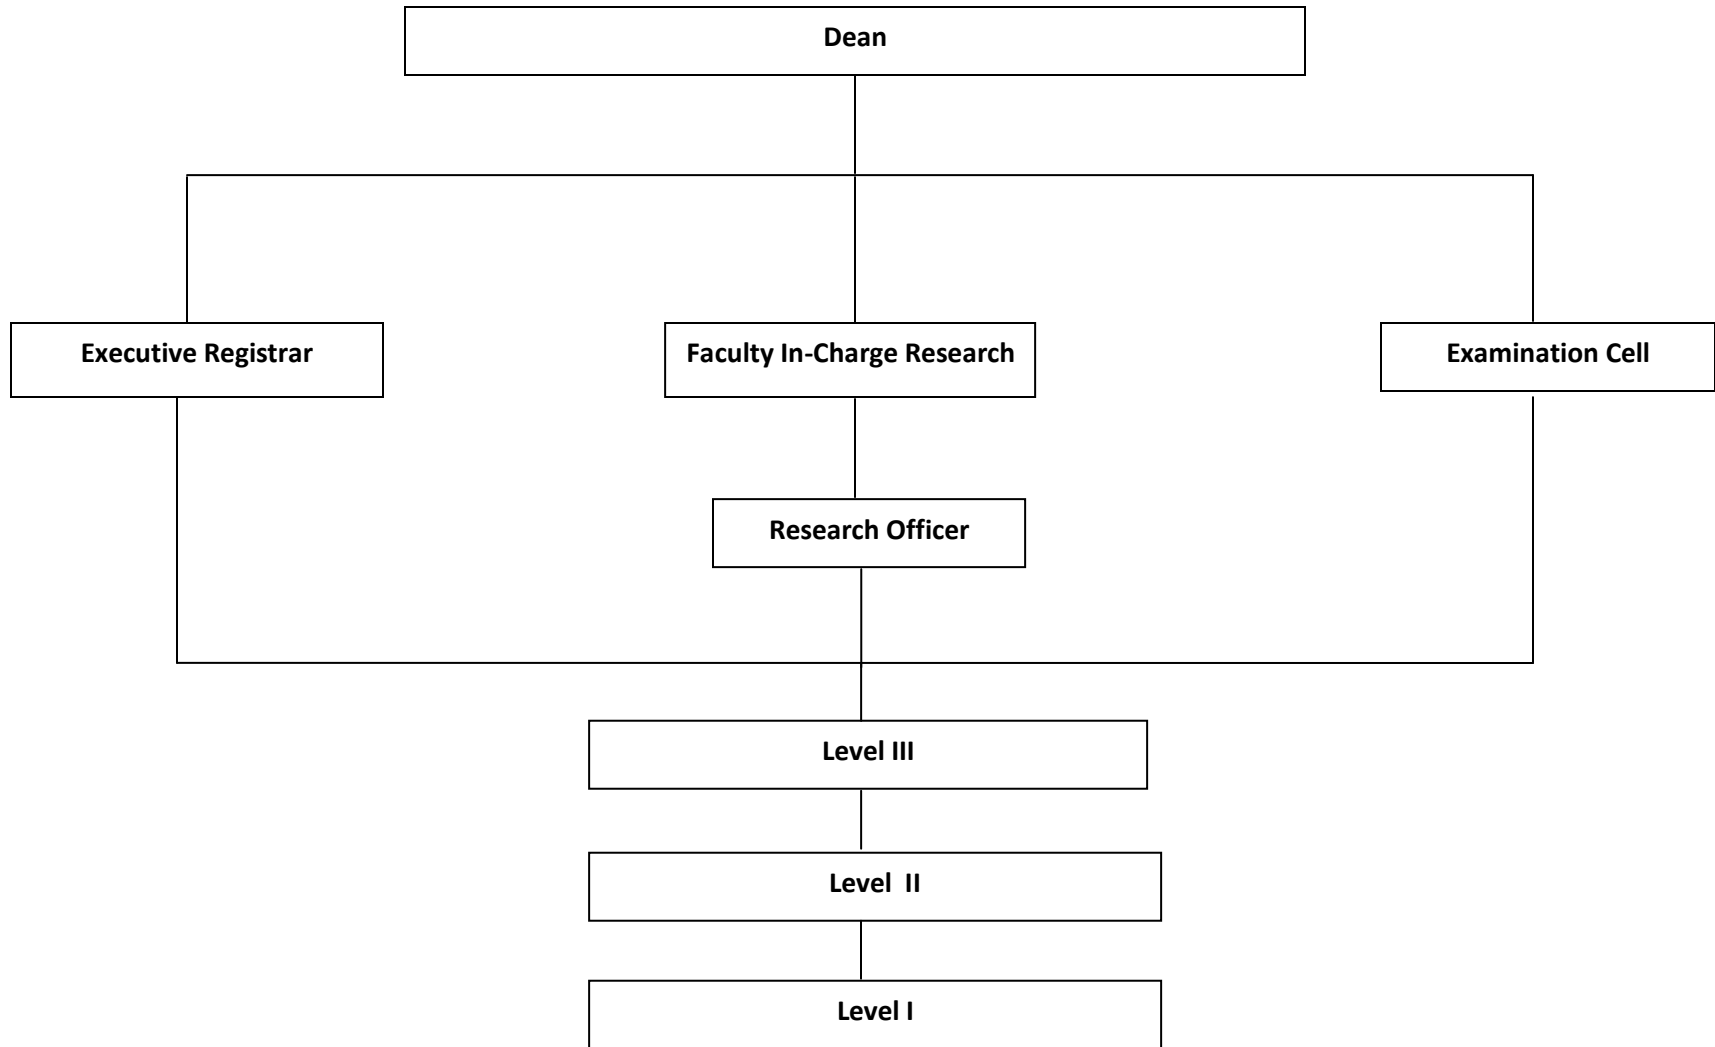 Dean
Executive Registrar
Faculty In-Charge Research
Examination Cell
Research Officer
Level III
Level  II
Level I